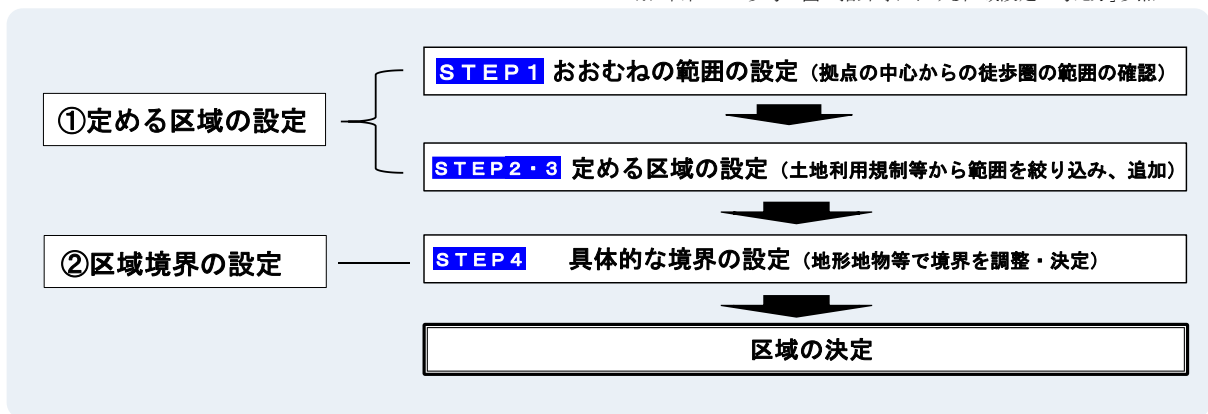 ①定める区域の設定
STEP1 おおむねの範囲の設定（拠点の中心からの徒歩圏の範囲の確認）
STEP2・3 定める区域の設定（土地利用規制等から範囲を絞り込み、追加）
②区域境界の設定
STEP4 具体的な境界の設定（地形地物等で境界を調整・決定）
区域の決定